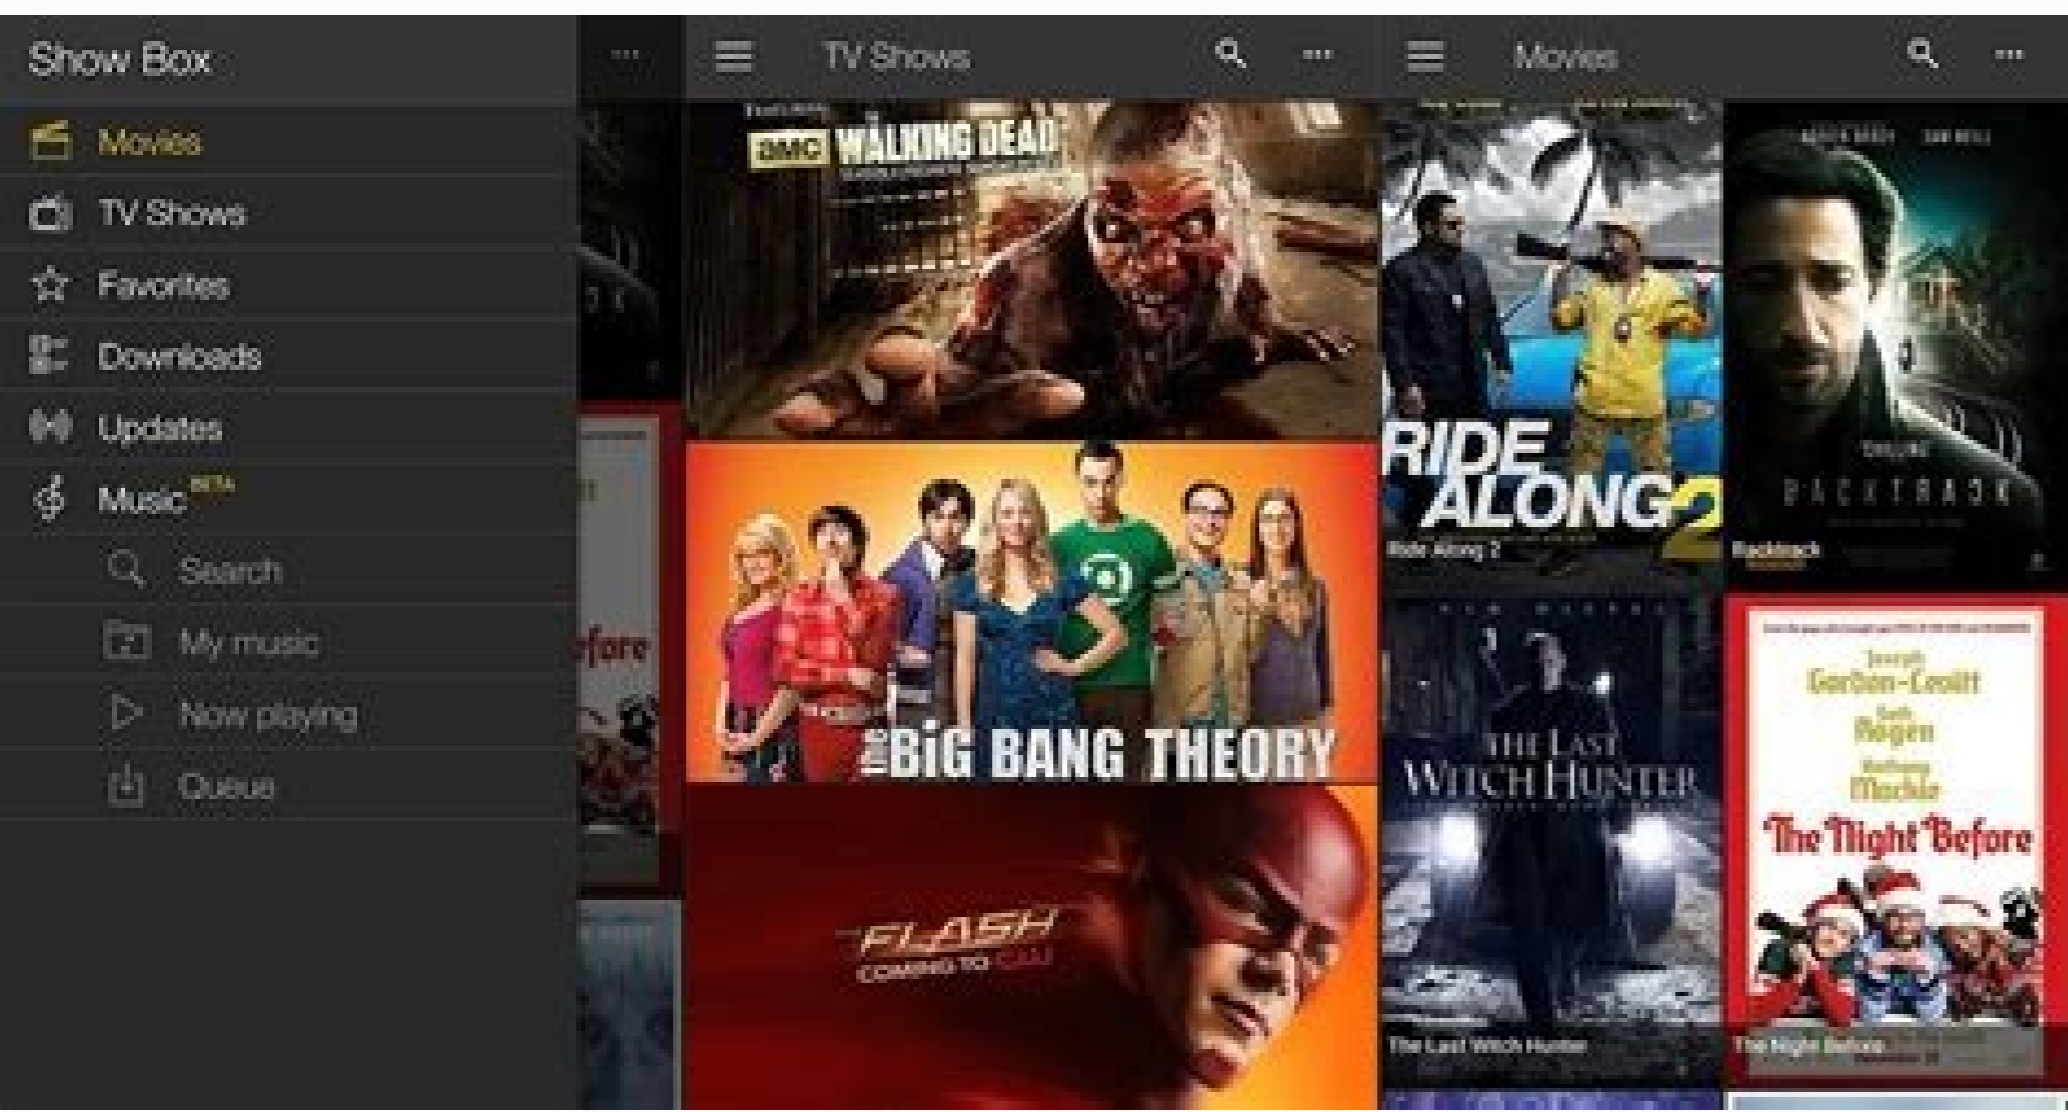 Show Box
Movies
TV Shows
Favorites
Downloads
Updates
Music BETA
Search
My music
Now playing
Queue
efore
TV Shows
amc WALKING DEAD
THE BIG BANG THEORY
FLASH
COMING TO
Movies
RIDE
ALONG 2
Ride Along 2
BACKTRACK
Backtrack
THE LAST
WITCH HUNTER
The Last Witch Hunter
Joseph
Gordon-Levitt
Seth
Rogen
Anthony
Mackie
The Night Before
The Night Before